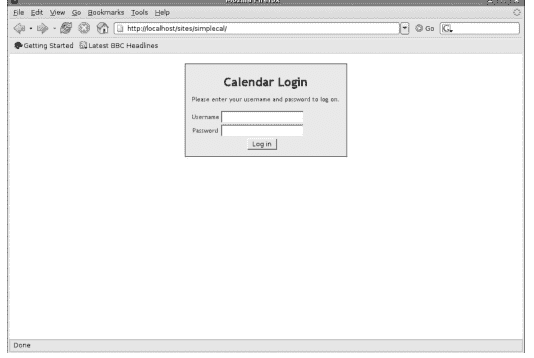 Mozilla Firefox
File Edit View Go Bookmarks Tools Help
http://localhost/sites/simplecal/ Go G
Getting Started Latest BBC Headlines
Calendar Login
Please enter your username and password to log on.
Username
Password
Log in
Done